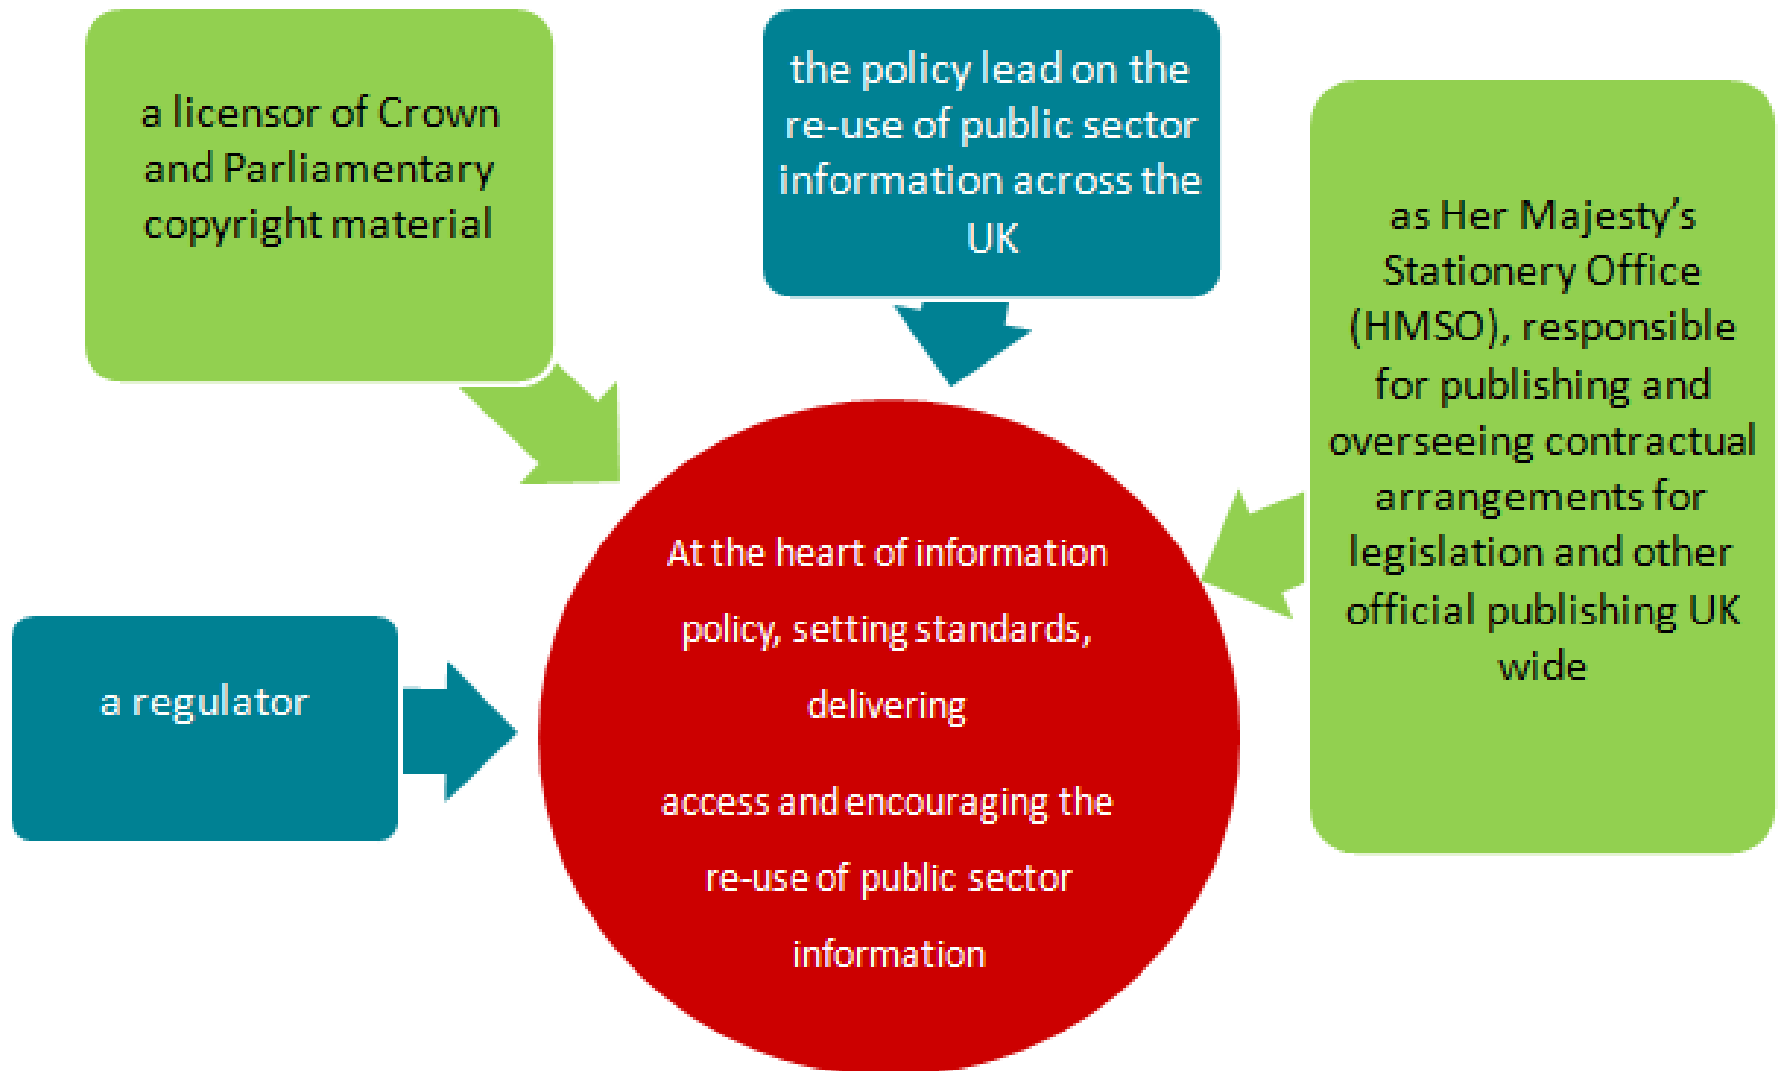 a licensor of Crown
and Parliamentary
copyright material
the policy lead on the
re-use of public sector
information across the
UK
as Her Majesty’s
Stationery Office
(HMSO), responsible
for publishing and
overseeing contractual
arrangements for
legislation and other
official publishing UK
wide
a regulator
At the heart of information
policy, setting standards,
delivering
access and encouraging the
re-use of public sector
information